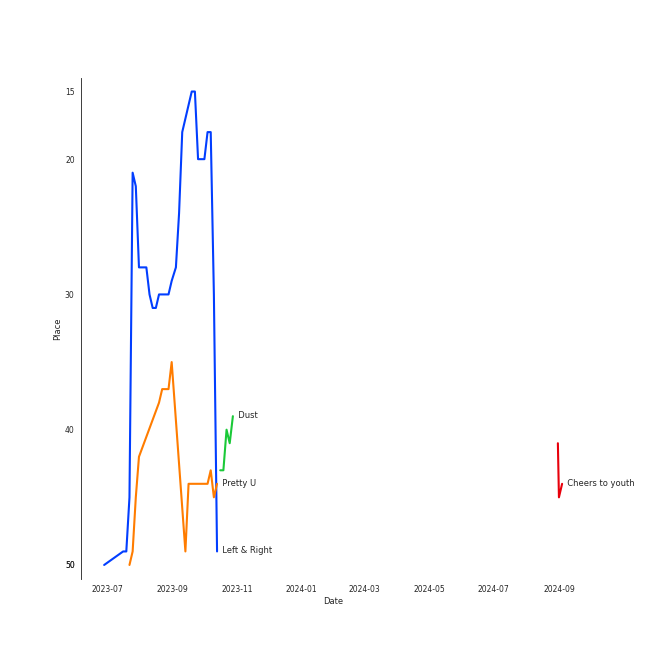 15
20
30
40
50
Place
Dust
Pretty U
Cheers to youth
Left & Right
2023-07
2023-09
2023-11
2024-01
2024-03
2024-05
2024-07
2024-09
Date